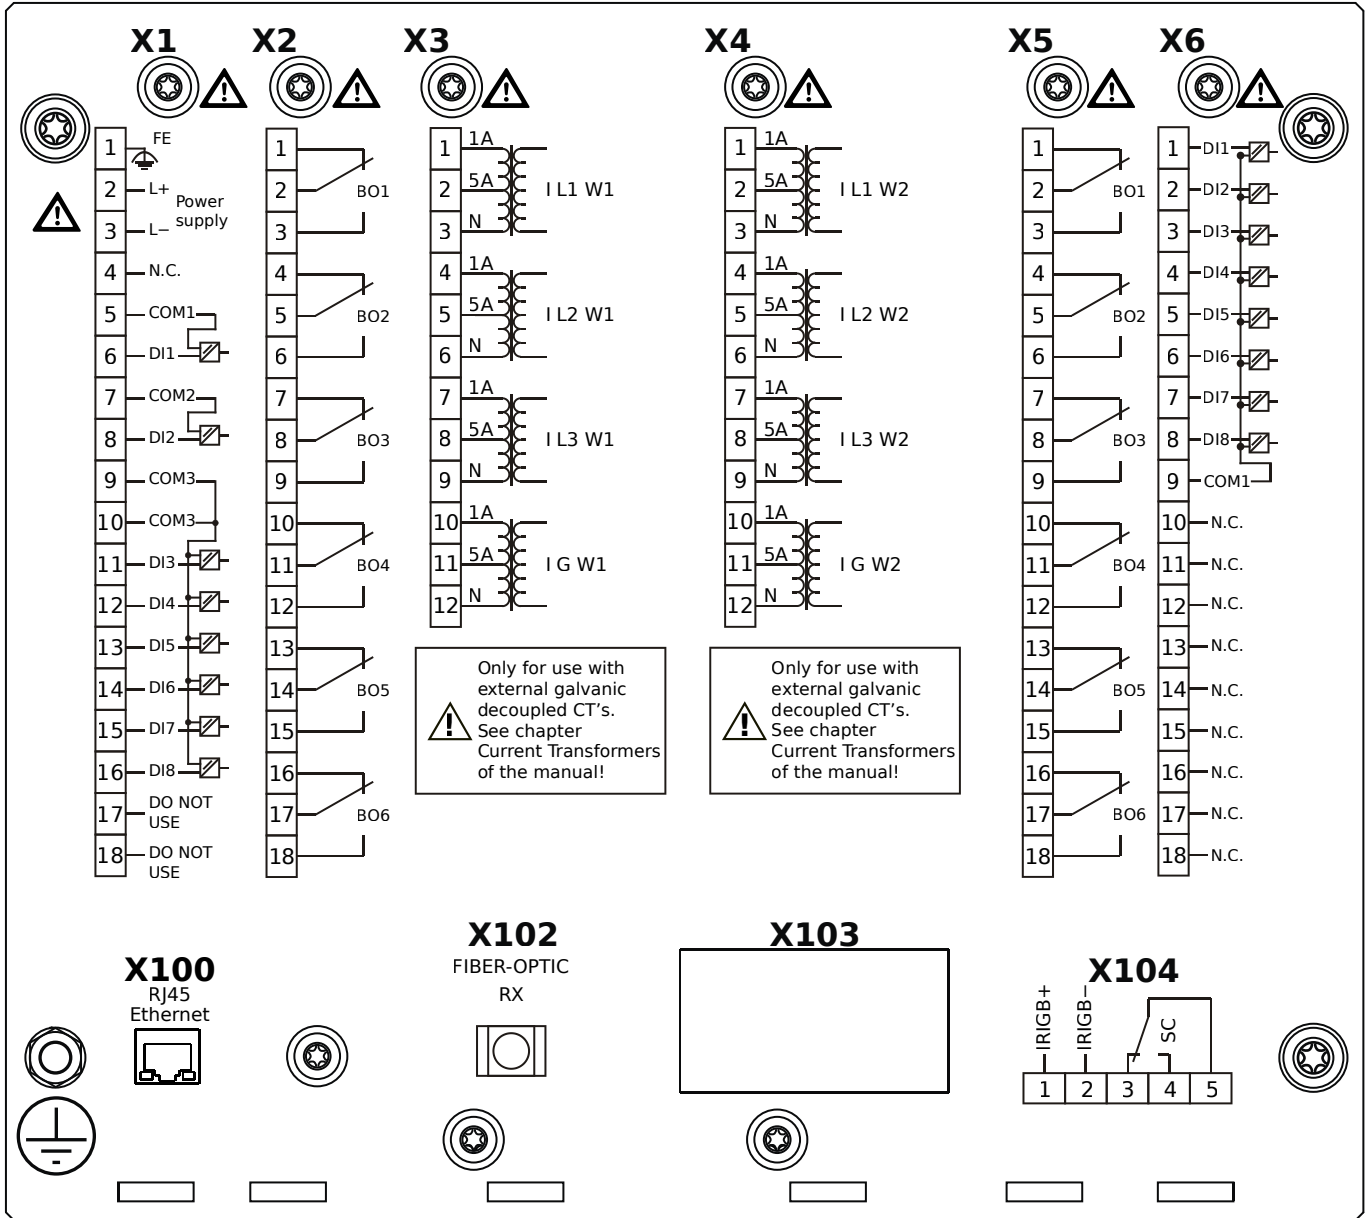 X1
X2
X3
X4
X5
X6
1 FE
2 L+
Power
supply
3 L−
4 N.C.
5 COM1
6 DI1
7 COM2
8 DI2
9 COM3
10 COM3
11 DI3
12 DI4
13 DI5
14 DI6
15 DI7
16 DI8
17 DO NOT
USE
18 DO NOT
USE
1
2 BO1
3
4
5 BO2
6
7
8 BO3
9
10
11 BO4
12
13
14 BO5
15
16
17 BO6
18
1 1A
2 5A I L1 W1
3 N
4 1A
5 5A I L2 W1
6 N
7 1A
8 5A I L3 W1
9 N
10 1A
11 5A I G W1
12 N
Only for use with
external galvanic
decoupled CT's.
See chapter
Current Transformers
of the manual!
1 1A
2 5A I L1 W2
3 N
4 1A
5 5A I L2 W2
6 N
7 1A
8 5A I L3 W2
9 N
10 1A
11 5A I G W2
12 N
Only for use with
external galvanic
decoupled CT's.
See chapter
Current Transformers
of the manual!
1
2 BO1
3
4
5 BO2
6
7
8 BO3
9
10
11 BO4
12
13
14 BO5
15
16
17 BO6
18
1 DI1
2 DI2
3 DI3
4 DI4
5 DI5
6 DI6
7 DI7
8 DI8
9 COM1
10 N.C.
11 N.C.
12 N.C.
13 N.C.
14 N.C.
15 N.C.
16 N.C.
17 N.C.
18 N.C.
X100
RJ45
Ethernet
X102
FIBER-OPTIC
RX
X103
X104
IRIGB+
IRIGB−
SC
1 2 3 4 5